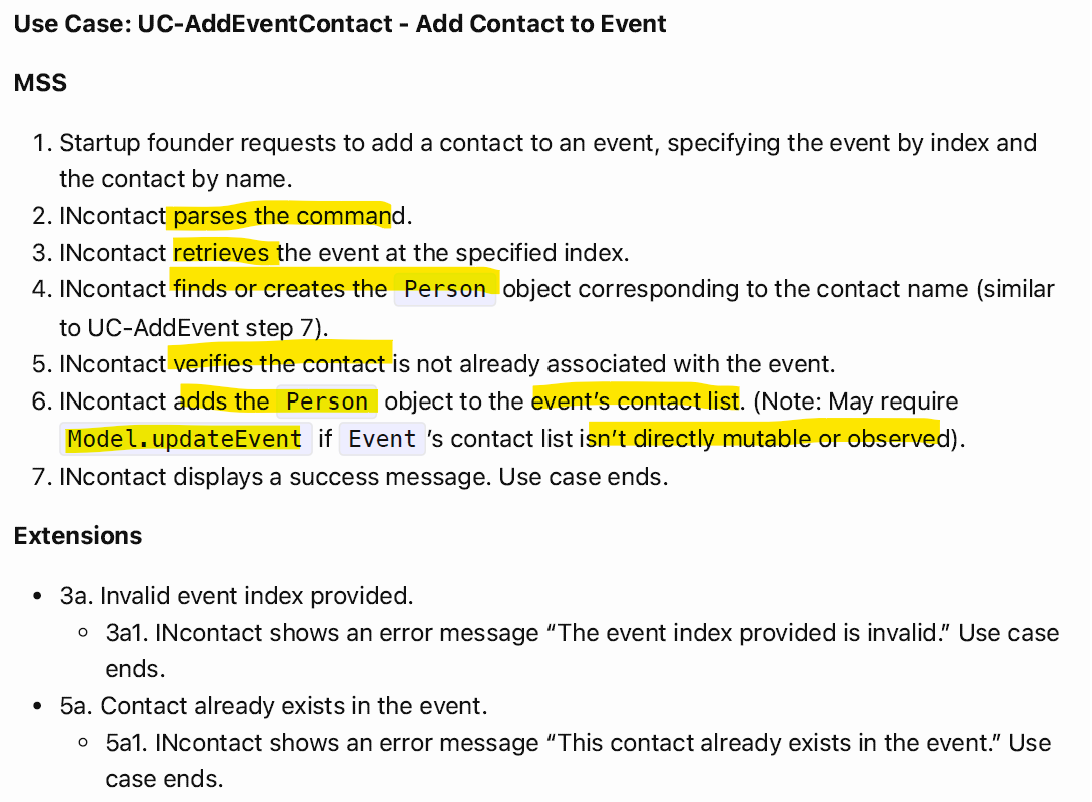 Use Case: UC-AddEventContact - Add Contact to Event
MSS
1. Startup founder requests to add a contact to an event, specifying the event by index and
the contact by name.
2. INcontact parses the command.
3. INcontact retrieves the event at the specified index.
4. INcontact finds or creates the Person object corresponding to the contact name (similar
to UC-AddEvent step 7).
5. INcontact verifies the contact is not already associated with the event.
6. INcontact adds the Person object to the event’s contact list. (Note: May require
Model.updateEvent if Event ’s contact list isn’t directly mutable or observed).
7. INcontact displays a success message. Use case ends.
Extensions
• 3a. Invalid event index provided.
◦ 3a1. INcontact shows an error message “The event index provided is invalid.” Use case
ends.
• 5a. Contact already exists in the event.
◦ 5a1. INcontact shows an error message “This contact already exists in the event.” Use
case ends.